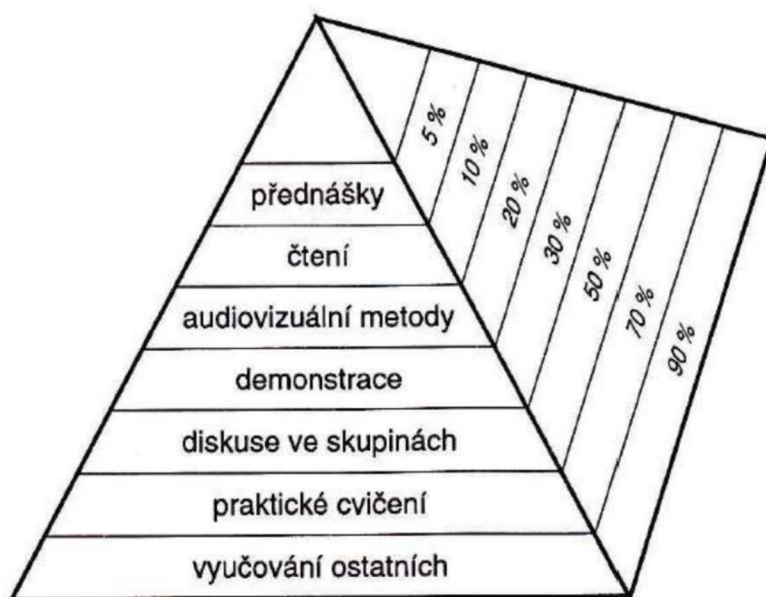 přednášky
čtení
audiovizuální metody
demonstrace
diskuse ve skupinách
praktické cvičení
vyučování ostatních
5 %
10 %
20 %
30 %
50 %
70 %
90 %